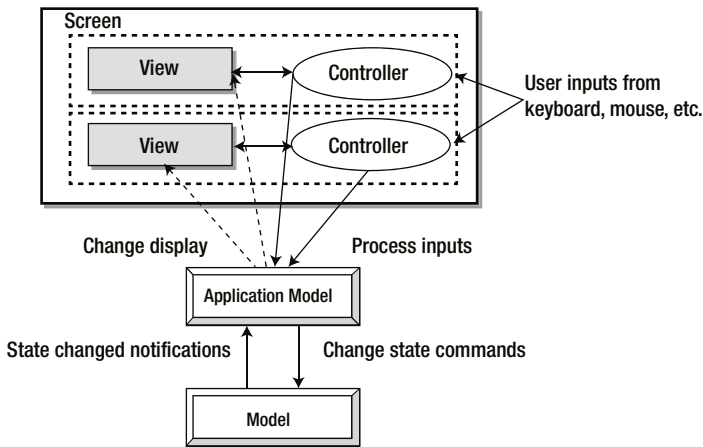 Screen
View
Controller
User inputs from
keyboard, mouse, etc.
View
Controller
Change display
Process inputs
Application Model
State changed notifications
Change state commands
Model